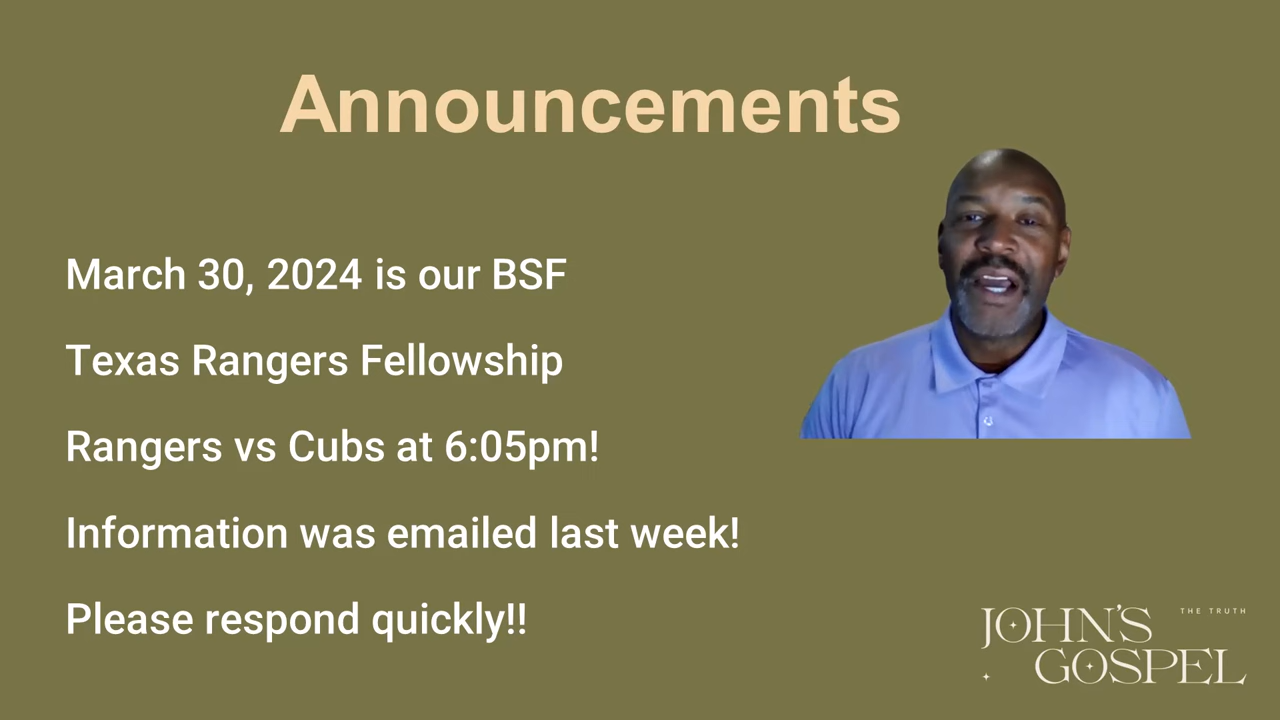 Announcements
March 30, 2024 is our BSF
Texas Rangers Fellowship
Rangers vs Cubs at 6:05pm!
Information was emailed last week!
Please respond quickly!!
JOHN'S THE TRUTH
GOSPEL